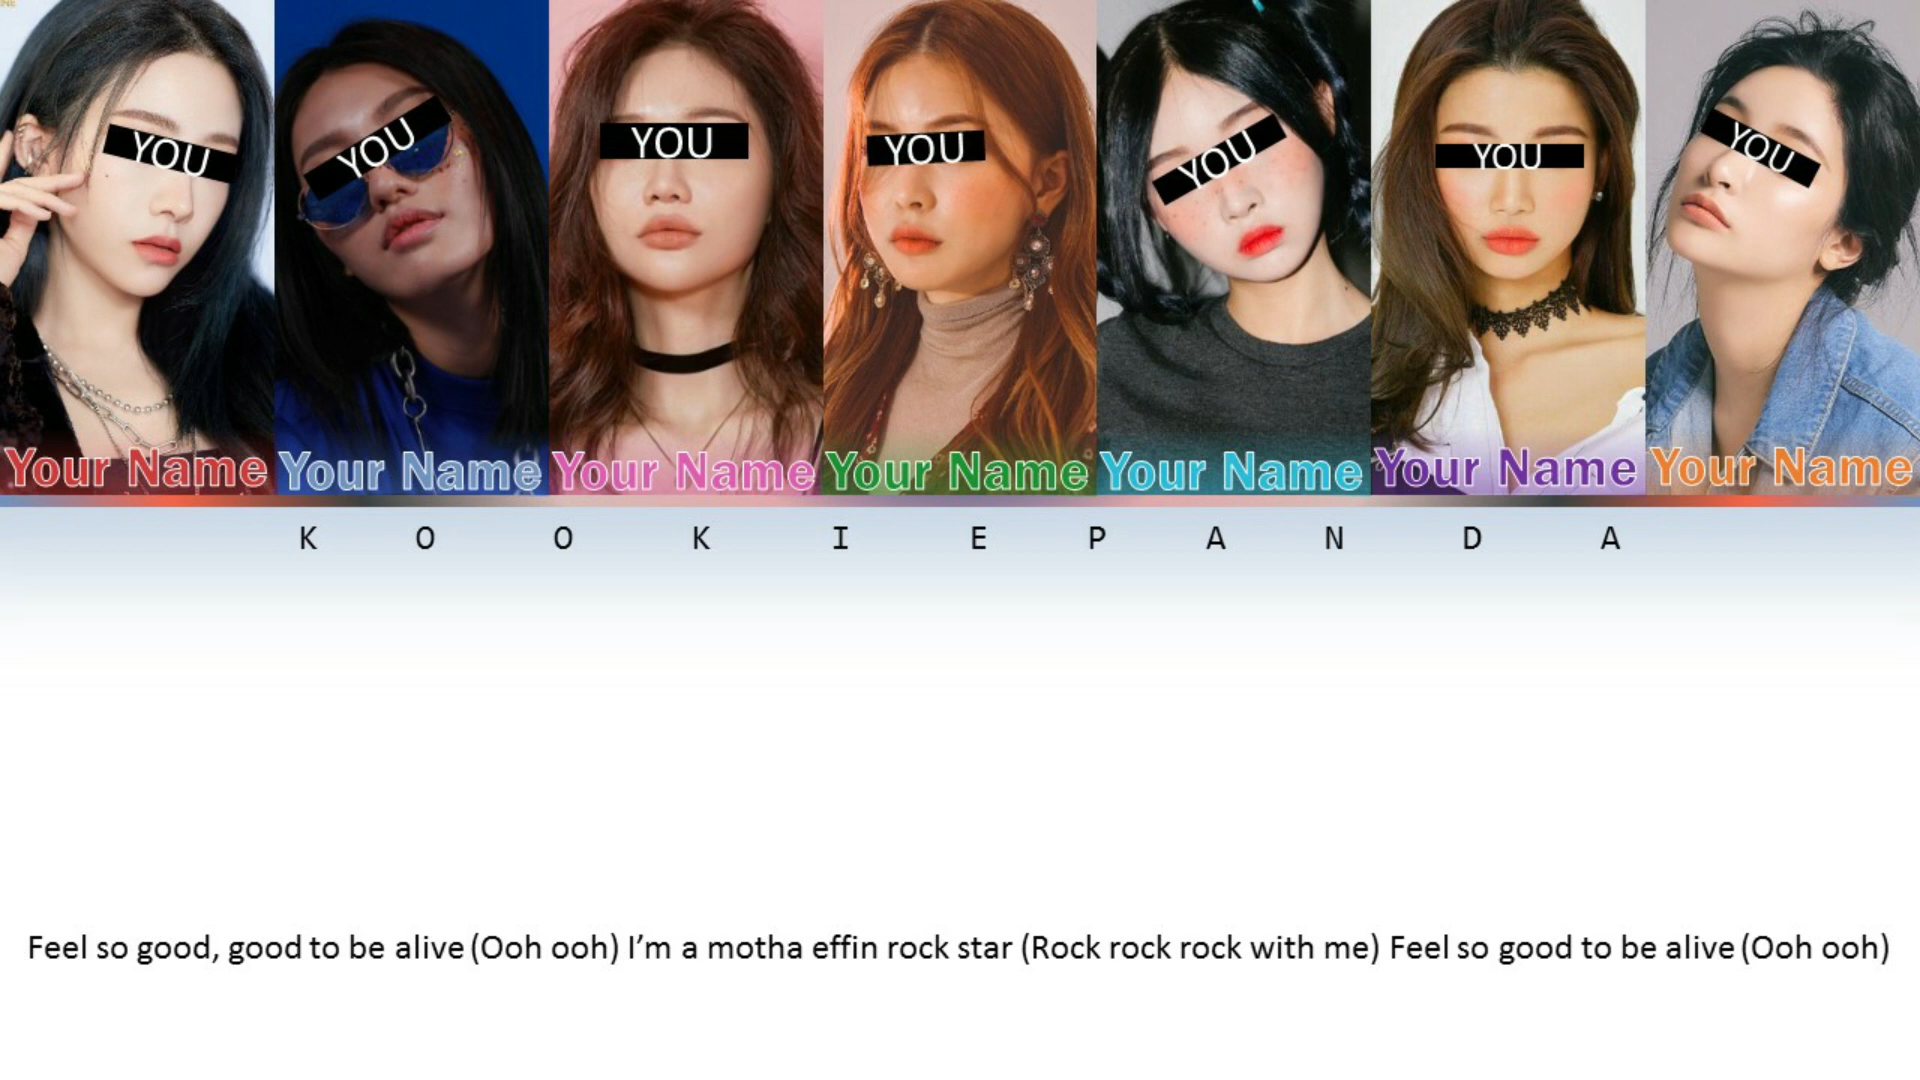 YOU YOU YOU YOU YOU YOU YOU
Your Name Your Name Your Name Your Name Your Name Your Name Your Name
K O O K I E P A N D A
Feel so good, good to be alive (Ooh ooh) I'm a motha effin rock star (Rock rock rock with me) Feel so good to be alive (Ooh ooh)